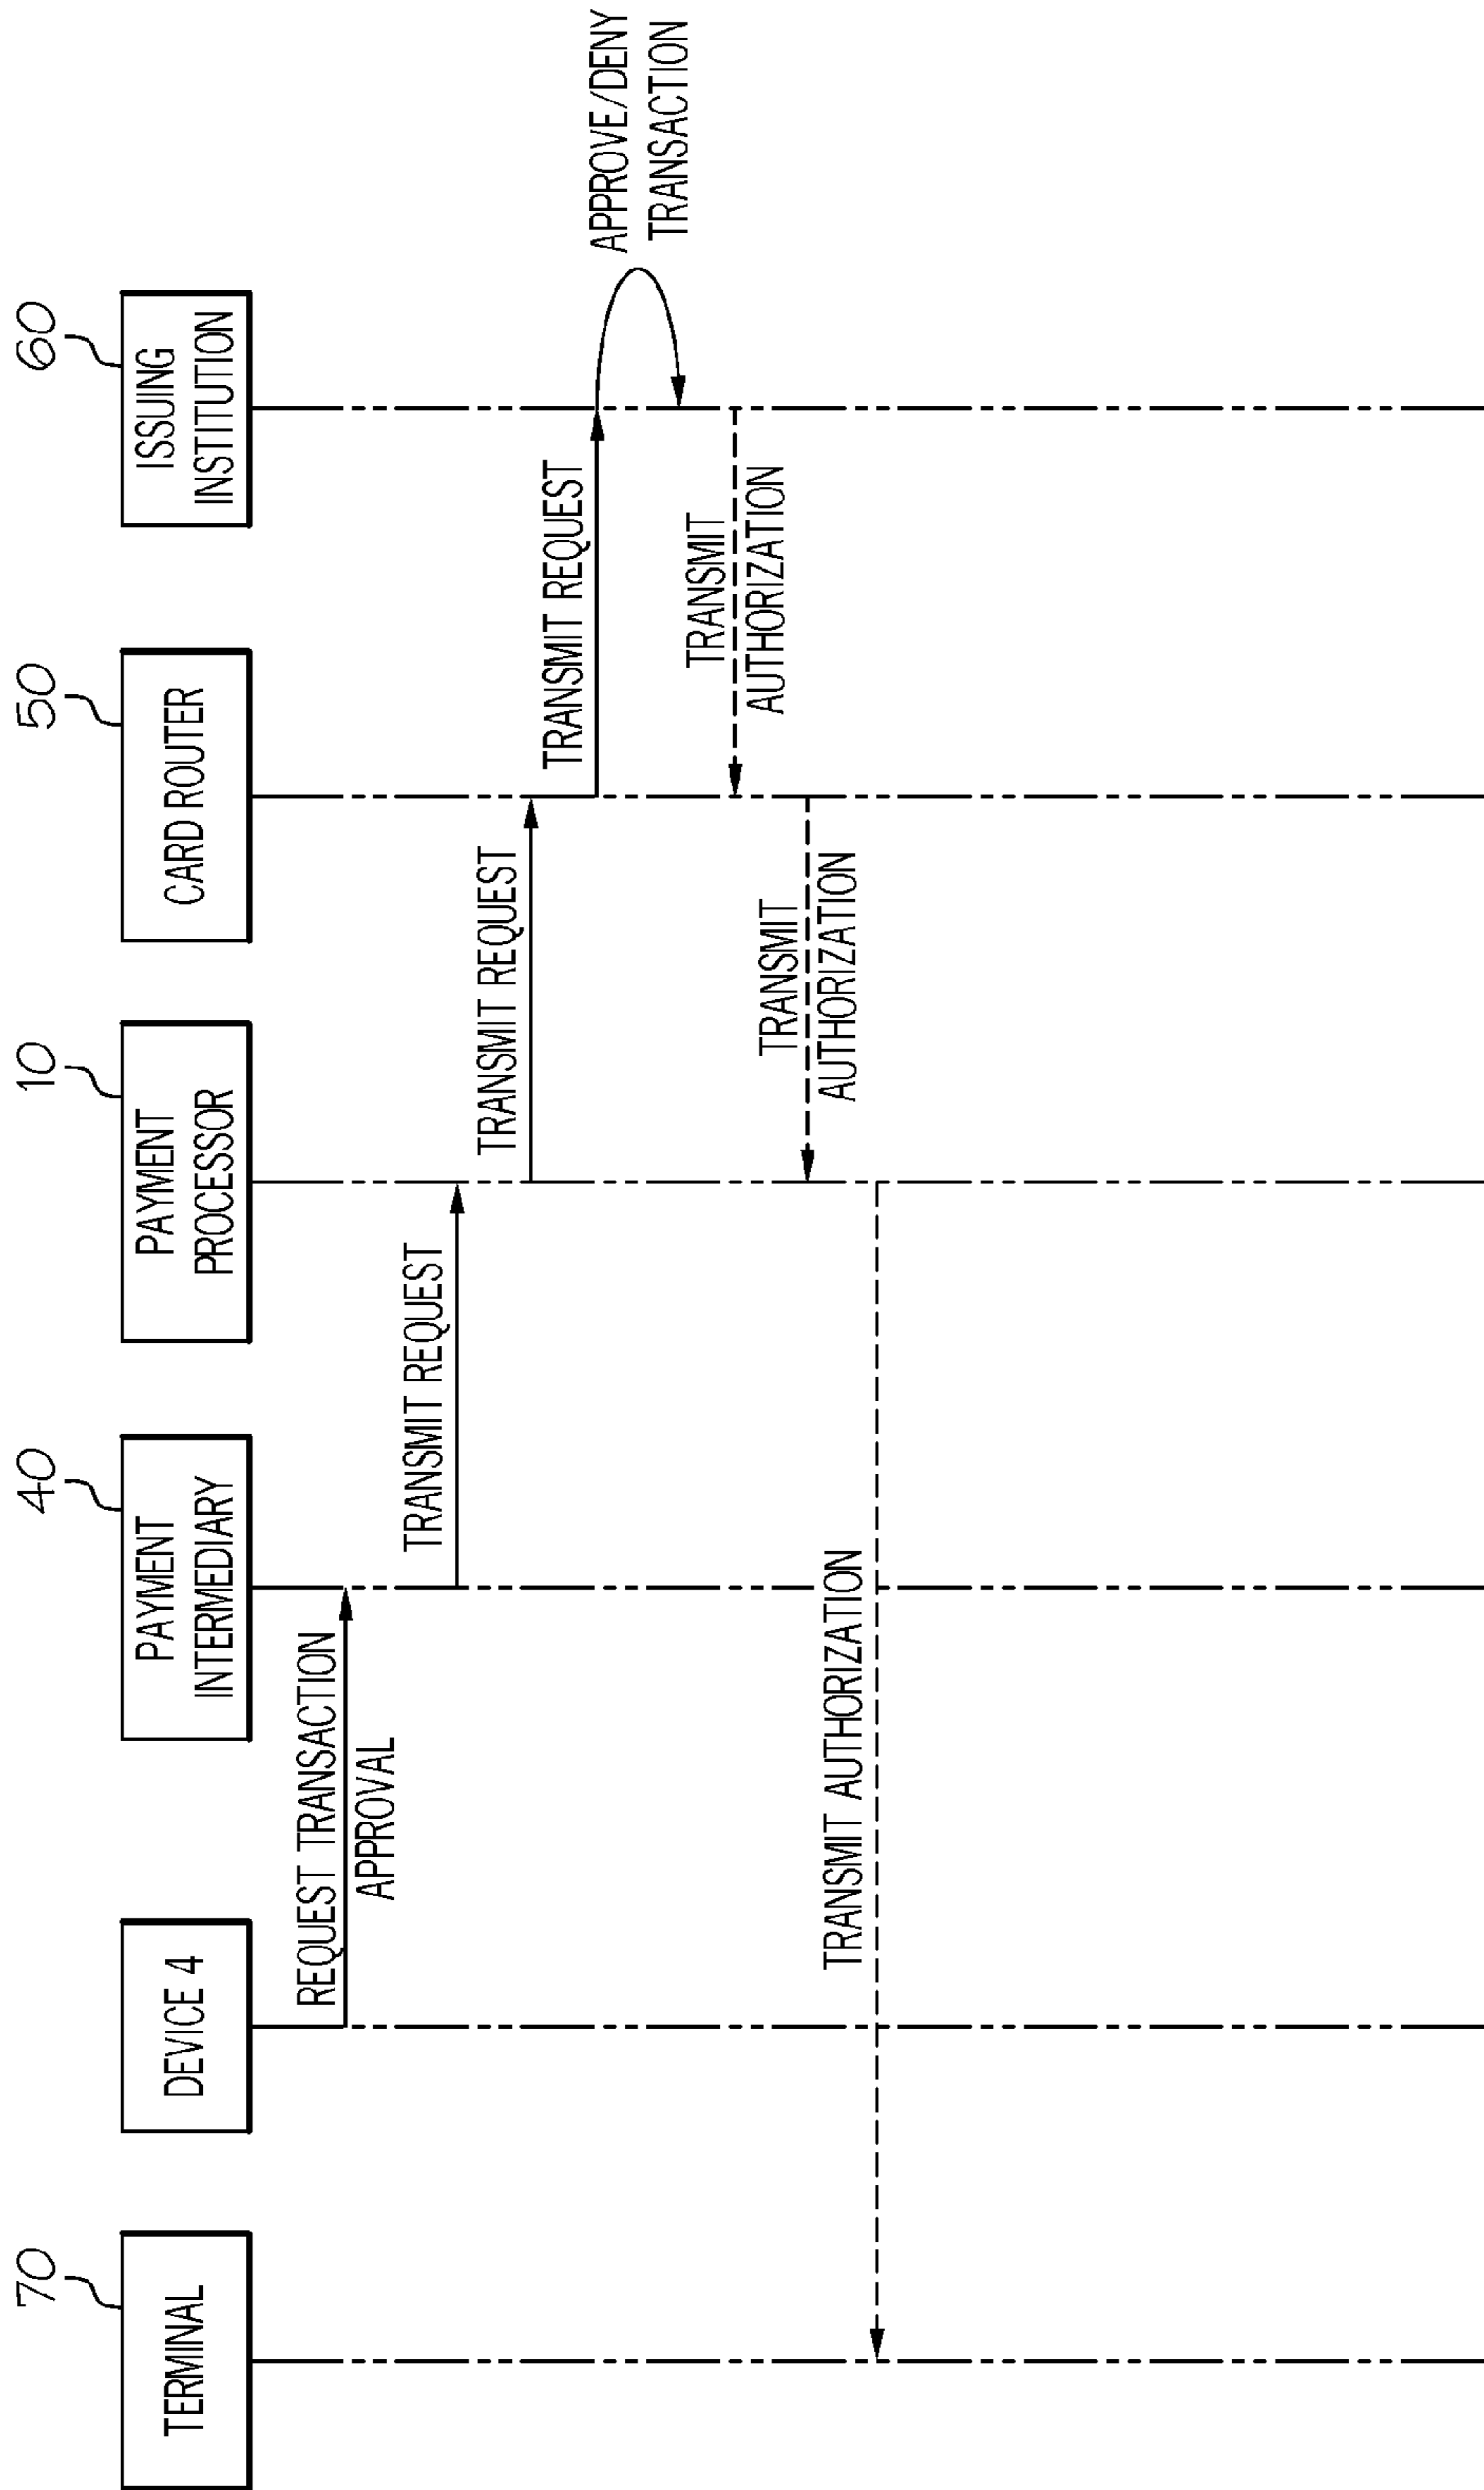 70
TERMINAL
DEVICE 4
40
PAYMENT
INTERMEDIARY
10
PAYMENT
PROCESSOR
50
CARD ROUTER
60
ISSUING
INSTITUTION
REQUEST TRANSACTION
APPROVAL
TRANSMIT REQUEST
TRANSMIT REQUEST
TRANSMIT REQUEST
APPROVE/DENY
TRANSACTION
TRANSMIT
AUTHORIZATION
TRANSMIT
AUTHORIZATION
TRANSMIT AUTHORIZATION